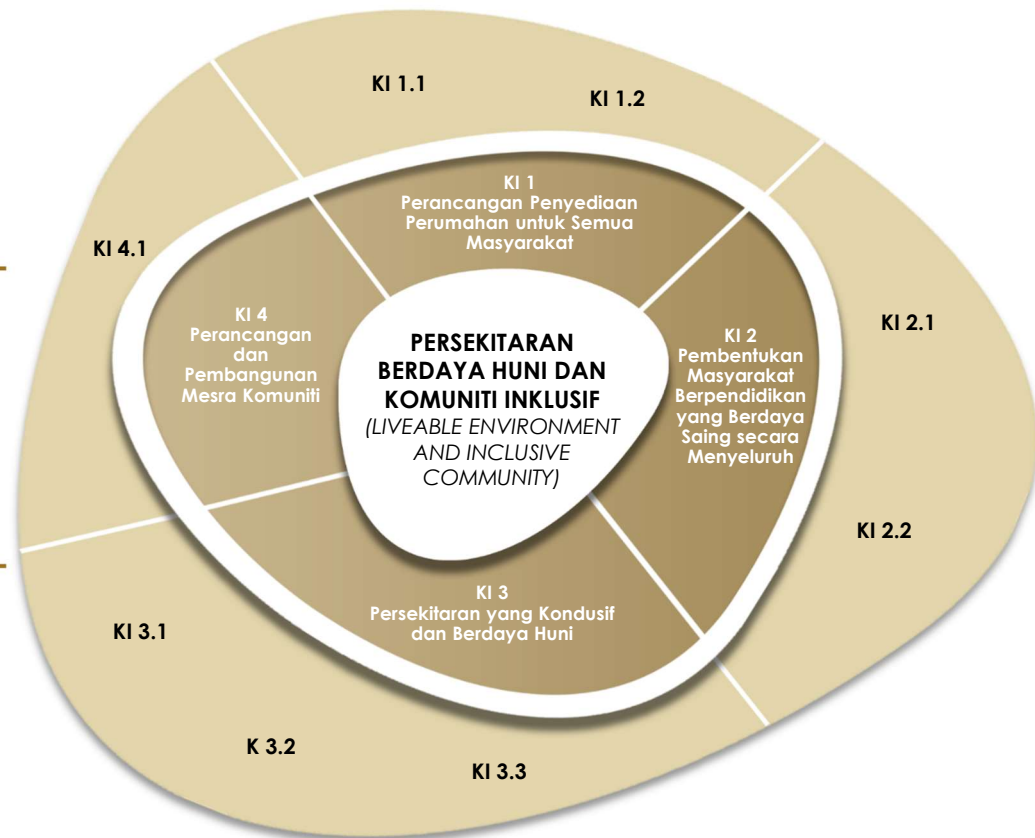 KI 1.1
KI 1.2
KI 1
Perancangan Penyediaan
Perumahan untuk Semua
Masyarakat
KI 4.1
KI 4
Perancangan
dan
Pembangunan
Mesra Komuniti
PERSEKITARAN
BERDAYA HUNI DAN
KOMUNITI INKLUSIF
(LIVEABLE ENVIRONMENT
AND INCLUSIVE
COMMUNITY)
KI 2
Pembentukan
Masyarakat
Berpendidikan
yang Berdaya
Saing secara
Menyeluruh
KI 2.1
KI 2.2
KI 3
Persekitaran yang Kondusif
dan Berdaya Huni
KI 3.1
K 3.2
KI 3.3